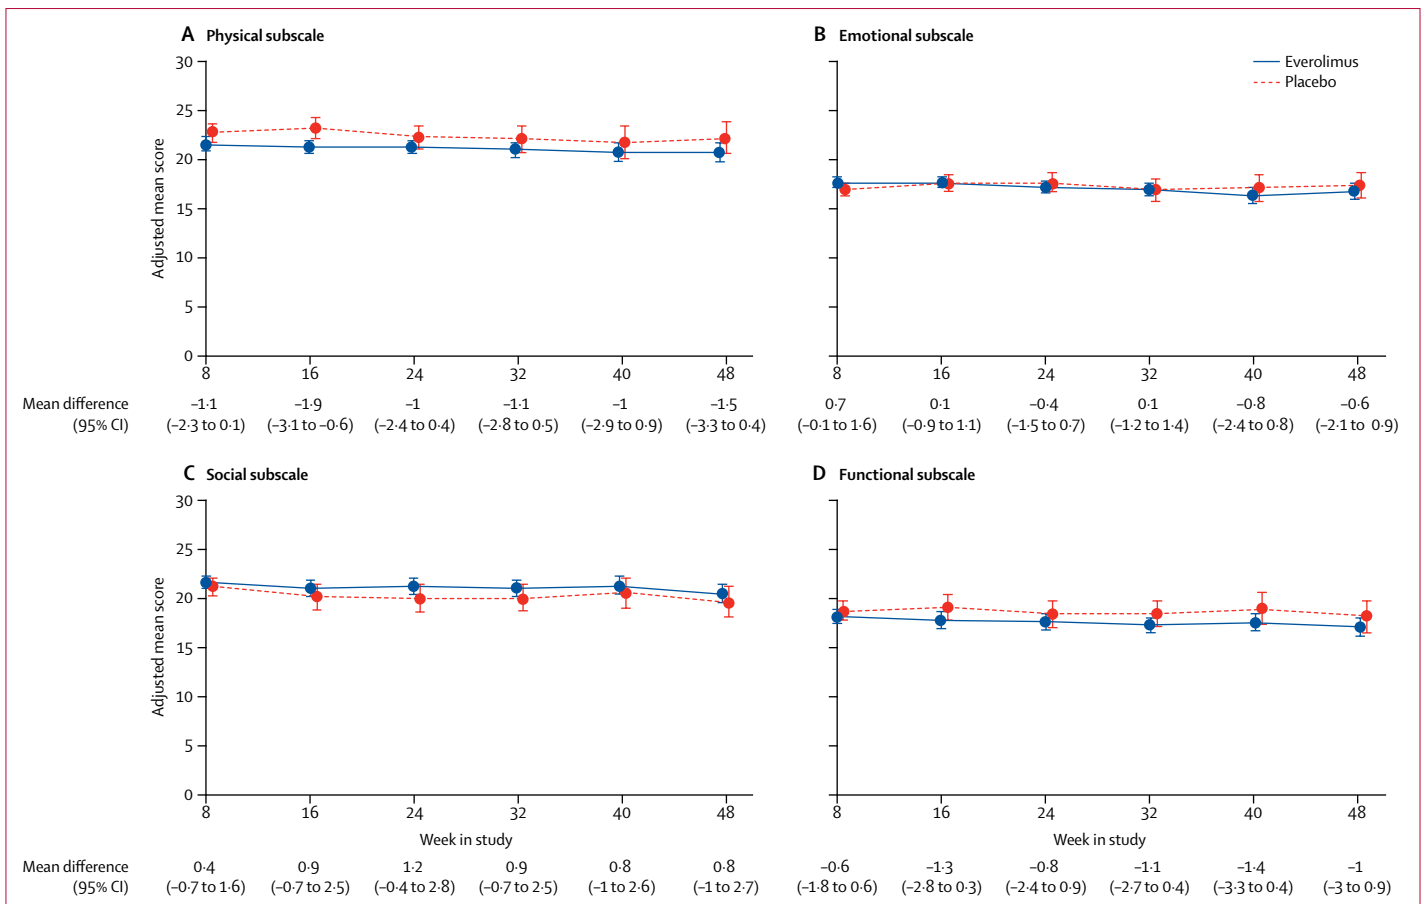 A Physical subscale
30
25
20
15
10
5
0
Adjusted mean score
8 16 24 32 40 48
Mean difference –1·1 –1·9 –1 –1·1 –1 –1·5
(95% CI) (–2·3 to 0·1) (–3·1 to –0·6) (–2·4 to 0·4) (–2·8 to 0·5) (–2·9 to 0·9) (–3·3 to 0·4)
B Emotional subscale
Everolimus
Placebo
8 16 24 32 40 48
0·7 0·1 –0·4 0·1 –0·8 –0·6
(–0·1 to 1·6) (–0·9 to 1·1) (–1·5 to 0·7) (–1·2 to 1·4) (–2·4 to 0·8) (–2·1 to 0·9)
C Social subscale
30
25
20
15
10
5
0
Adjusted mean score
8 16 24 32 40 48
Week in study
Mean difference 0·4 0·9 1·2 0·9 0·8 0·8
(95% CI) (–0·7 to 1·6) (–0·7 to 2·5) (–0·4 to 2·8) (–0·7 to 2·5) (–1 to 2·6) (–1 to 2·7)
D Functional subscale
8 16 24 32 40 48
Week in study
–0·6 –1·3 –0·8 –1·1 –1·4 –1
(–1·8 to 0·6) (–2·8 to 0·3) (–2·4 to 0·9) (–2·7 to 0·4) (–3·3 to 0·4) (–3 to 0·9)